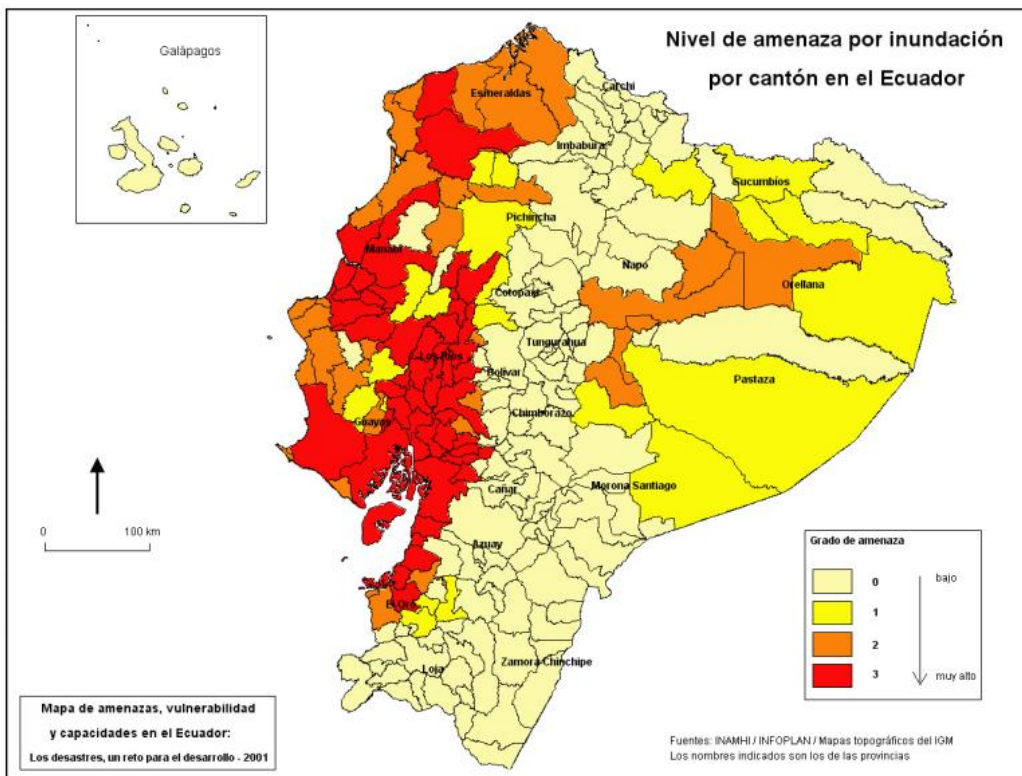 Galápagos
Nivel de amenaza por inundación
por cantón en el Ecuador
Carchi
Esmeraldas
Imbabura
Sucumbíos
Pichincha
Manabí
Napo
Orellana
Cotopaxi
Tungurahua
Los Ríos
Bolívar
Pastaza
Chimborazo
Guayas
Cañar
Morona Santiago
0
100 km
Azuay
Grado de amenaza
0
bajo
1
2
3
muy alto
El Oro
Loja
Zamora Chinchipe
Mapa de amenazas, vulnerabilidad
y capacidades en el Ecuador:
Los desastres, un reto para el desarrollo - 2001
Fuentes: INAMHI / INFOPLAN / Mapas topográficos del IGM
Los nombres indicados son los de las provincias